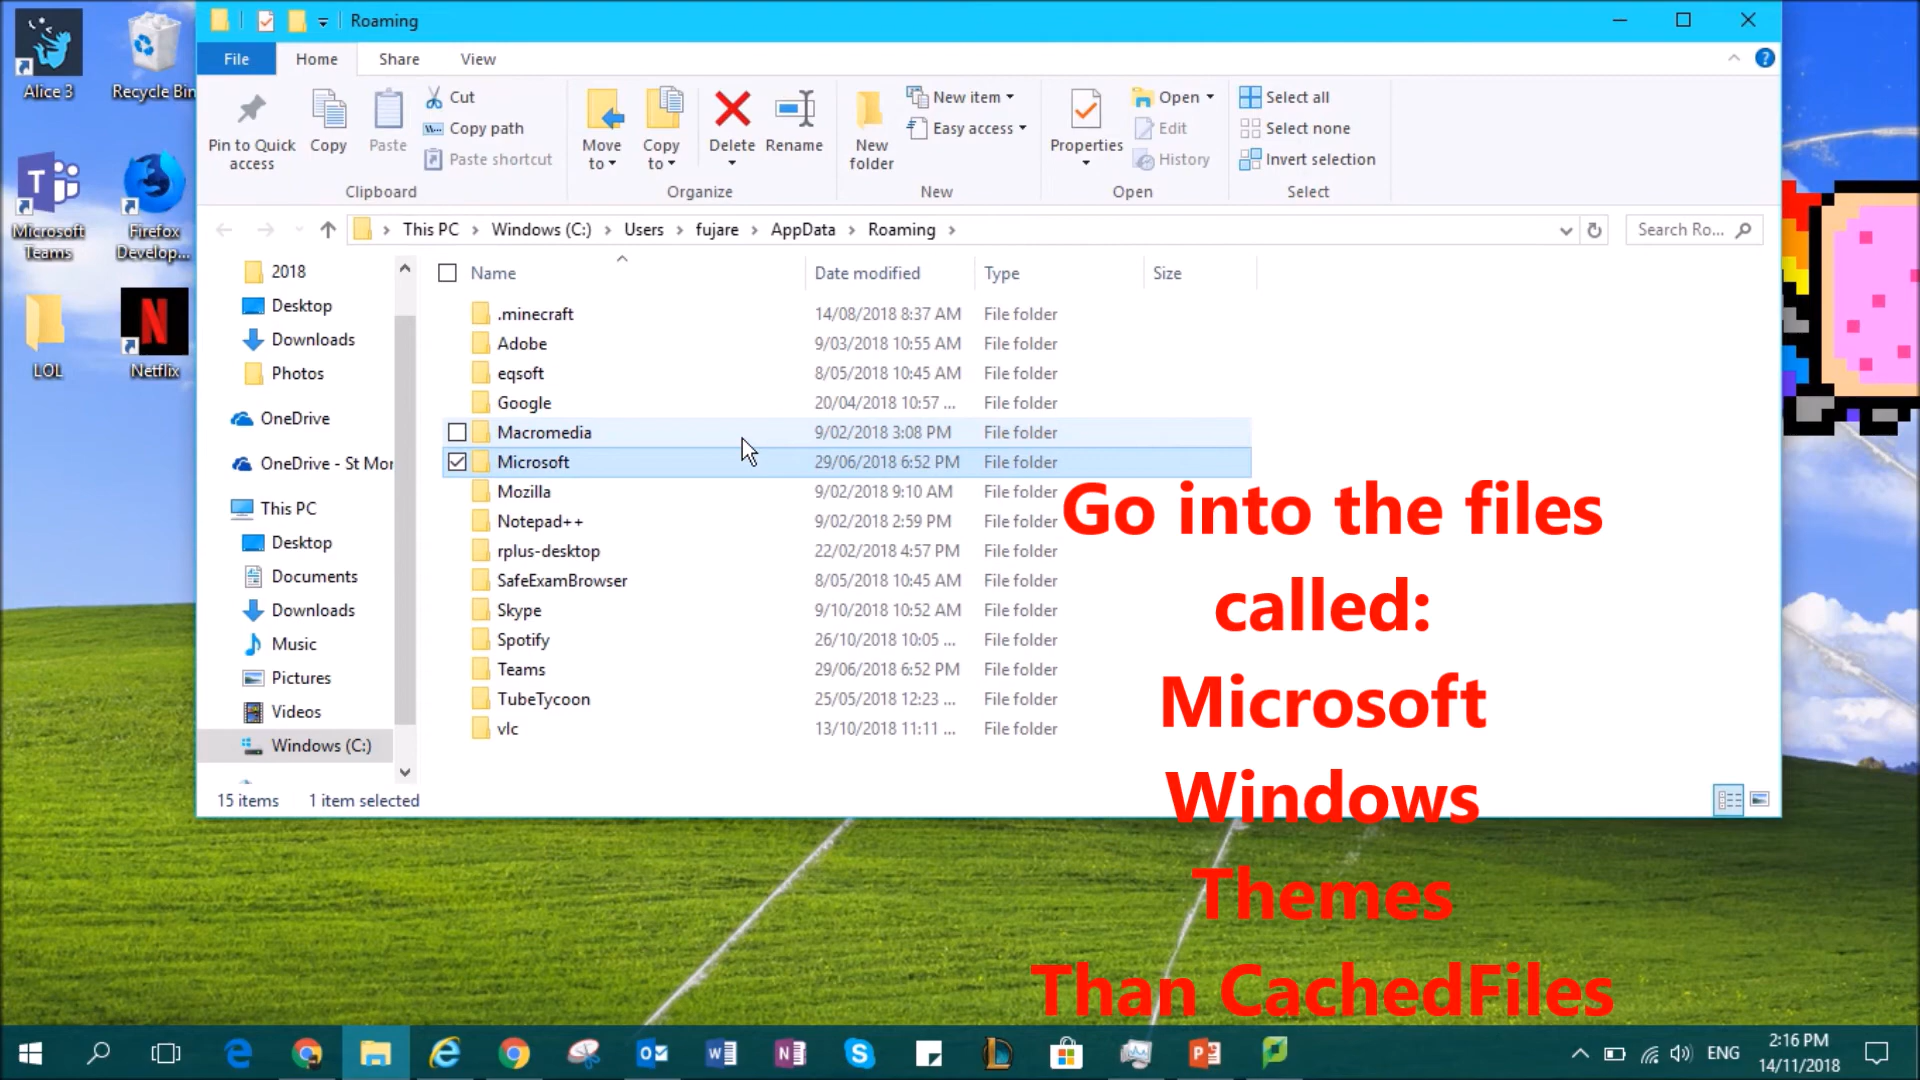 Roaming
File
Home
Share
View
Pin to Quick access
Copy
Paste
Cut
Copy path
Paste shortcut
Clipboard
Move to
Copy to
Delete
Rename
Organize
New folder
New item
Easy access
New
Properties
Open
Edit
History
Open
Select all
Select none
Invert selection
Select
This PC > Windows (C:) > Users > fujare > AppData > Roaming >
Search Ro...
Alice 3
Recycle Bin
Microsoft Teams
Firefox Develop...
LOL
Netflix
2018
Desktop
Downloads
Photos
OneDrive
OneDrive - St Mor
This PC
Desktop
Documents
Downloads
Music
Pictures
Videos
Windows (C:)
Name Date modified Type Size
.minecraft 14/08/2018 8:37 AM File folder
Adobe 9/03/2018 10:55 AM File folder
eqsoft 8/05/2018 10:45 AM File folder
Google 20/04/2018 10:57 ... File folder
Macromedia 9/02/2018 3:08 PM File folder
Microsoft 29/06/2018 6:52 PM File folder
Mozilla 9/02/2018 9:10 AM File folder
Notepad++ 9/02/2018 2:59 PM File folder
rplus-desktop 22/02/2018 4:57 PM File folder
SafeExamBrowser 8/05/2018 10:45 AM File folder
Skype 9/10/2018 10:52 AM File folder
Spotify 26/10/2018 10:05 ... File folder
Teams 29/06/2018 6:52 PM File folder
TubeTycoon 25/05/2018 12:23 ... File folder
vlc 13/10/2018 11:11 ... File folder
15 items 1 item selected
Go into the files
called:
Microsoft
Windows
Themes
Than CachedFiles
ENG
2:16 PM
14/11/2018